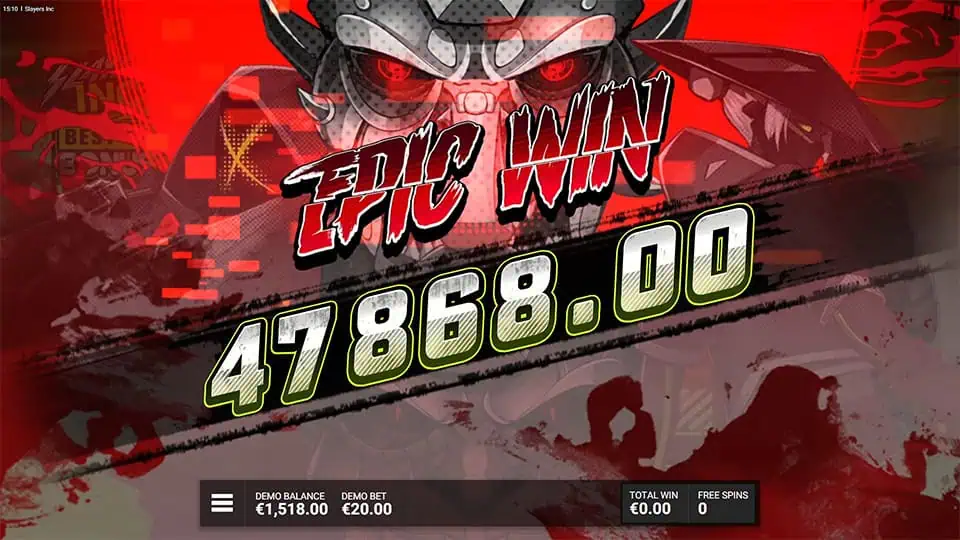 15:10 | Slayers Inc
EPIC WIN
47868.00
DEMO BALANCE
€1,518.00
DEMO BET
€20.00
TOTAL WIN
€0.00
FREE SPINS
0